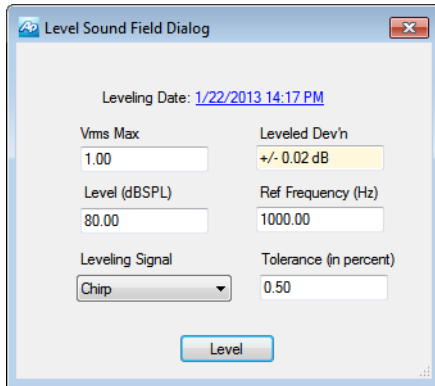 Level Sound Field Dialog
Leveling Date: 1/22/2013 14:17 PM
Vrms Max
Leveled Dev'n
1.00
+/- 0.02 dB
Level (dBSPL)
Ref Frequency (Hz)
80.00
1000.00
Leveling Signal
Tolerance (in percent)
Chirp
0.50
Level